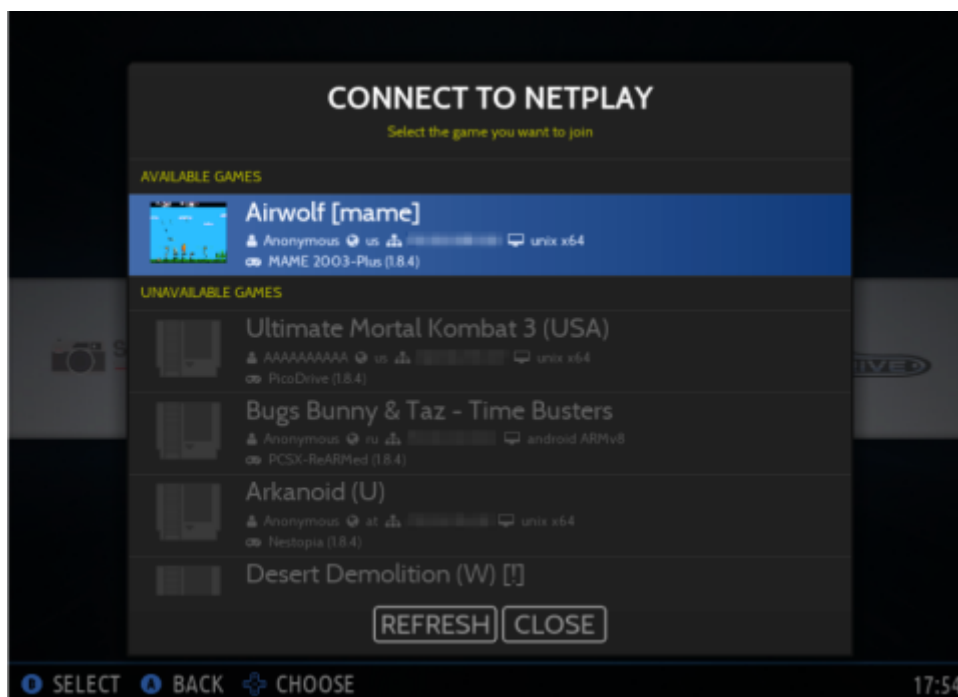 CONNECT TO NETPLAY
Select the game you want to join
AVAILABLE GAMES
Airwolf [mame]
Anonymous us unix x64
MAME 2003-Plus (1.8.4)
UNAVAILABLE GAMES
Ultimate Mortal Kombat 3 (USA)
AAAAAAAAAA us unix x64
PicoDrive (1.8.4)
Bugs Bunny & Taz - Time Busters
Anonymous ru android ARMv8
PCSX-ReARMed (1.8.4)
Arkanoid (U)
Anonymous at unix x64
Nestopia (1.8.4)
Desert Demolition (W) [!]
REFRESH CLOSE
B SELECT A BACK CHOOSE 17:54